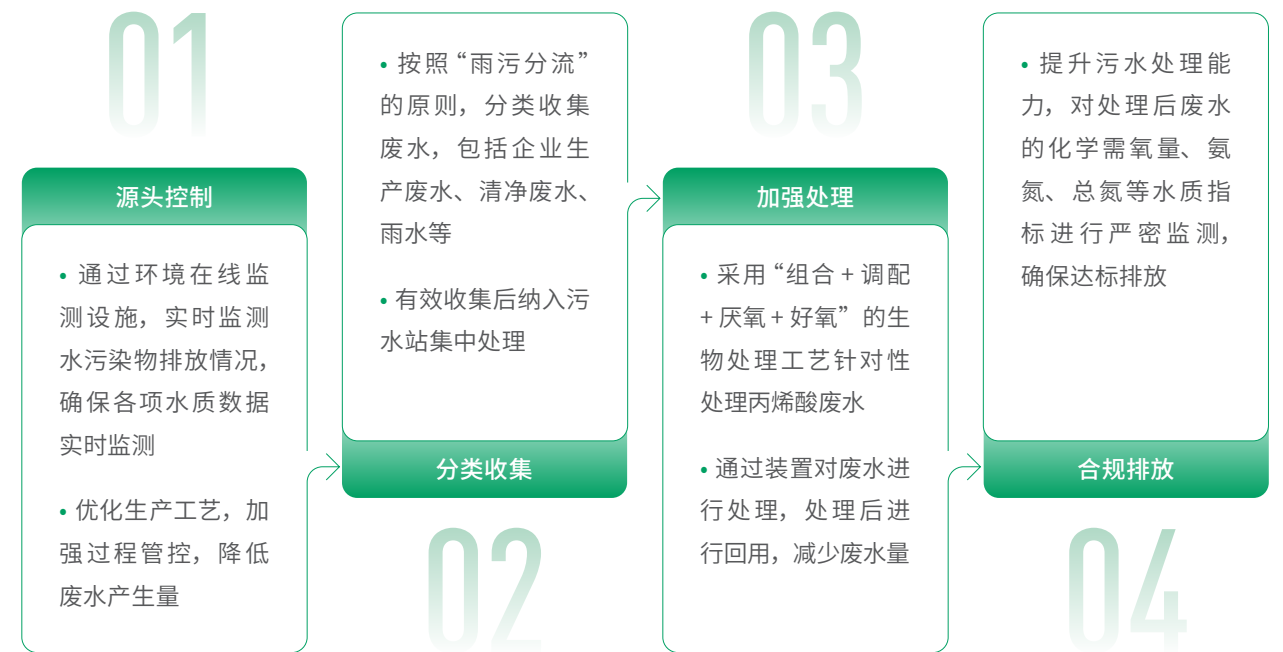 01
源头控制
• 通过环境在线监
测设施，实时监测
水污染物排放情况，
确保各项水质数据
实时监测
• 优化生产工艺，加
强过程管控，降低
废水产生量
• 按照“雨污分流”
的原则，分类收集
废水，包括企业生
产废水、清净废水、
雨水等
• 有效收集后纳入污
水站集中处理
分类收集
02
03
加强处理
• 采用“组合 + 调配
+ 厌氧 + 好氧”的生
物处理工艺针对性
处理丙烯酸废水
• 通过装置对废水进
行处理，处理后进
行回用，减少废水量
• 提升污水处理能
力，对处理后废水
的化学需氧量、氨
氮、总氮等水质指
标进行严密监测，
确保达标排放
合规排放
04